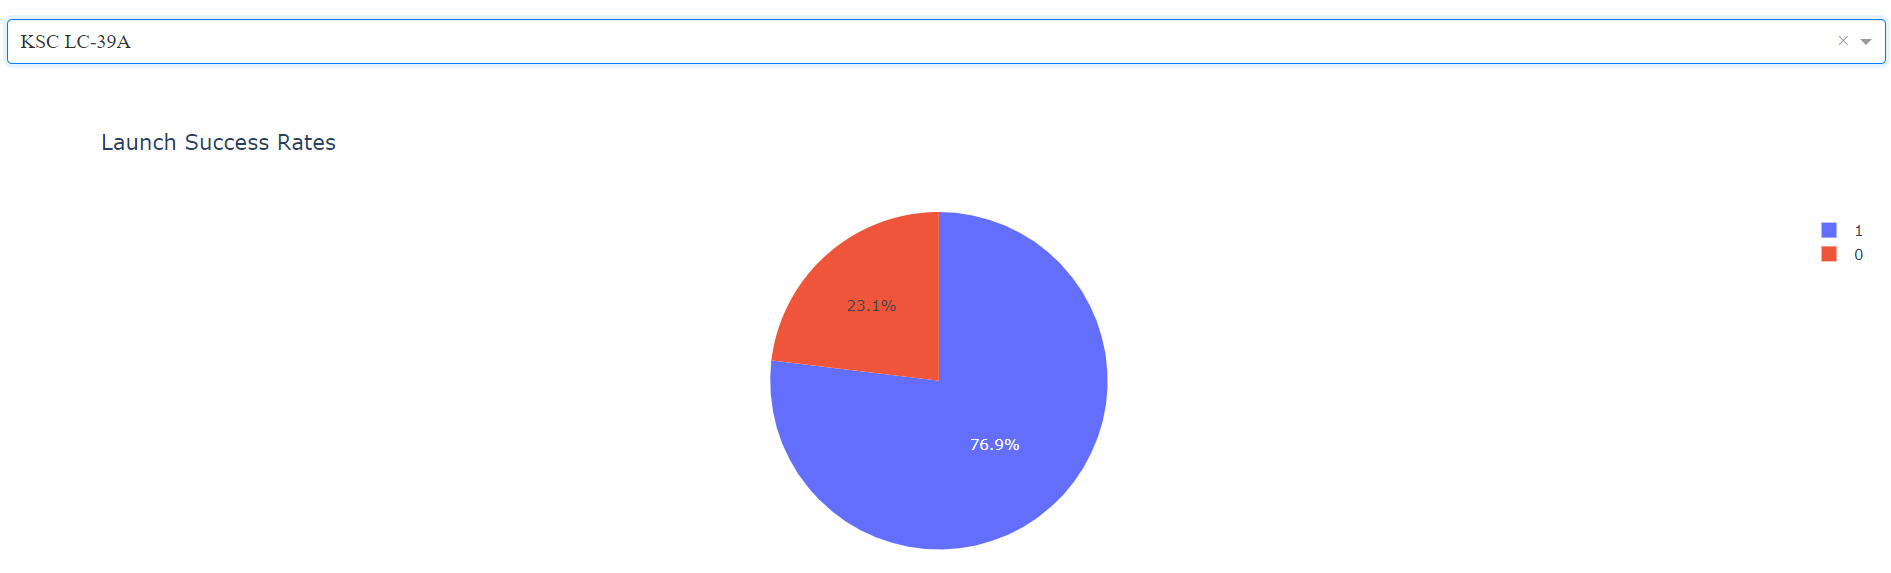 KSC LC-39A ×
Launch Success Rates
1
0
23.1%
76.9%